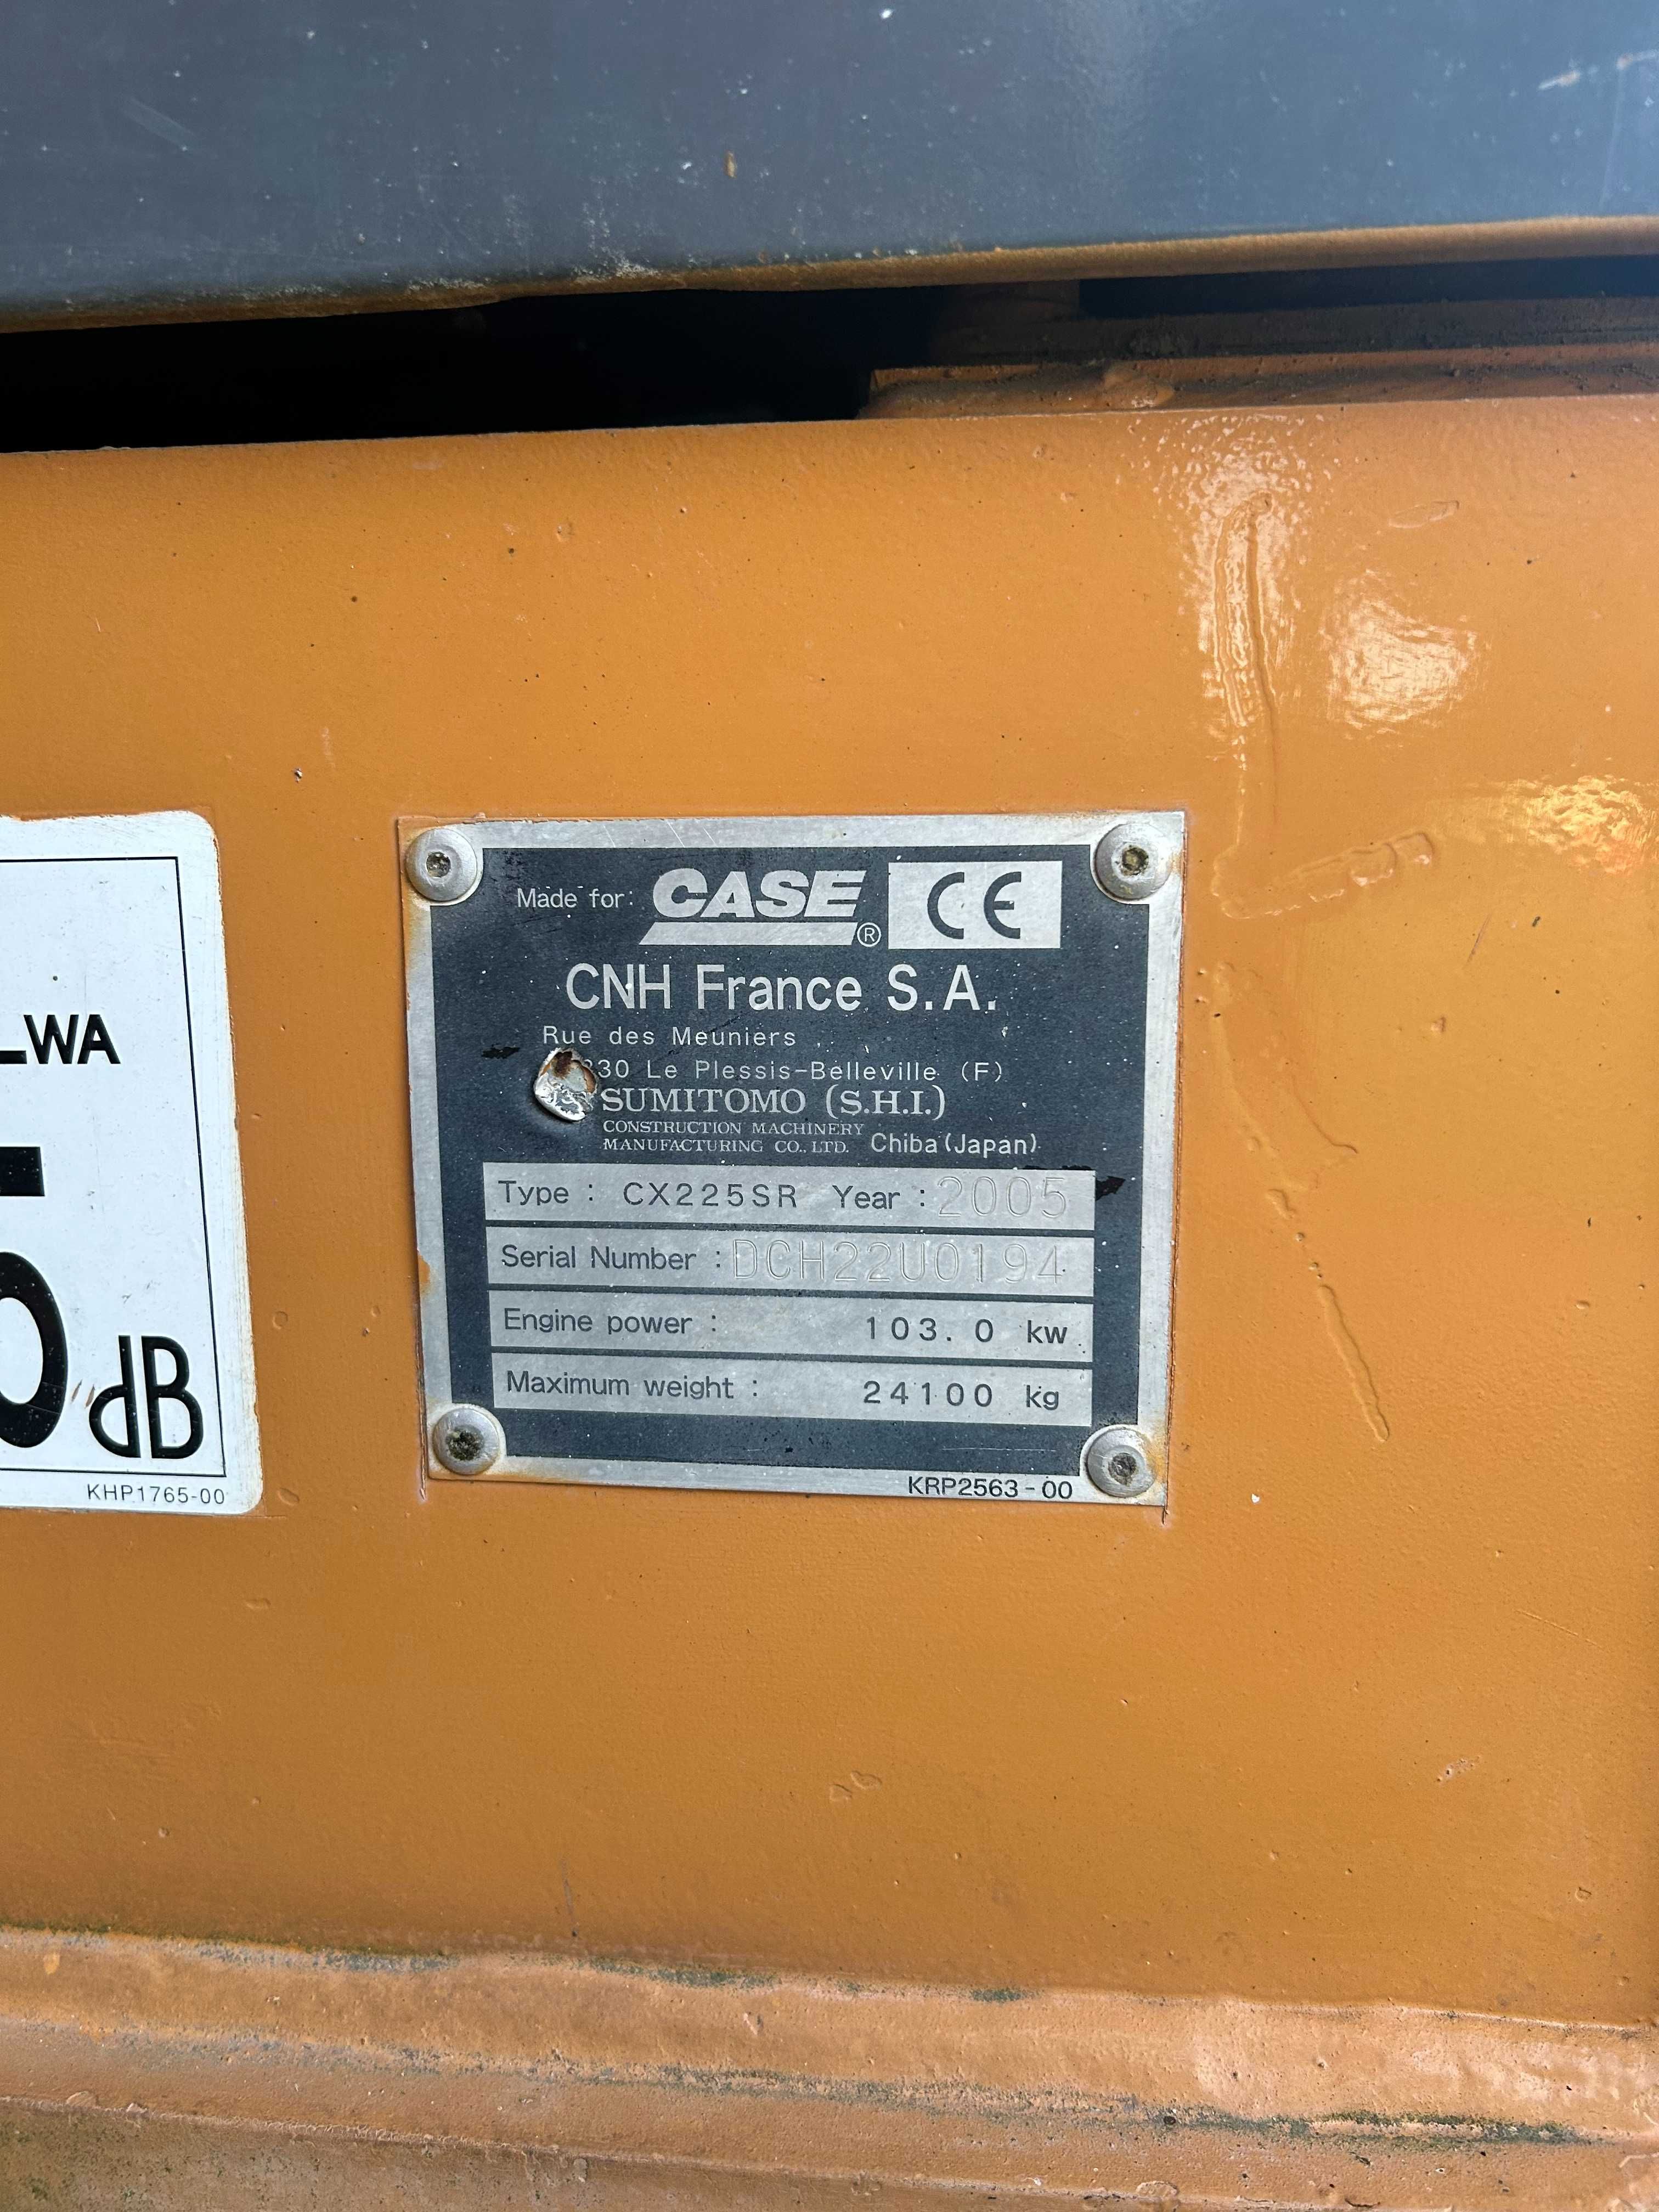 LWA
dB
KHP1765-00
Made for: CASE ® CE
CNH France S.A.
Rue des Meuniers
330 Le Plessis-Belleville (F)
SUMITOMO (S.H.I.)
CONSTRUCTION MACHINERY
MANUFACTURING CO., LTD. Chiba (Japan)
Type : CX225SR Year : 2005
Serial Number : DCH22U0194
Engine power : 103.0 kw
Maximum weight : 24100 kg
KRP2563-00